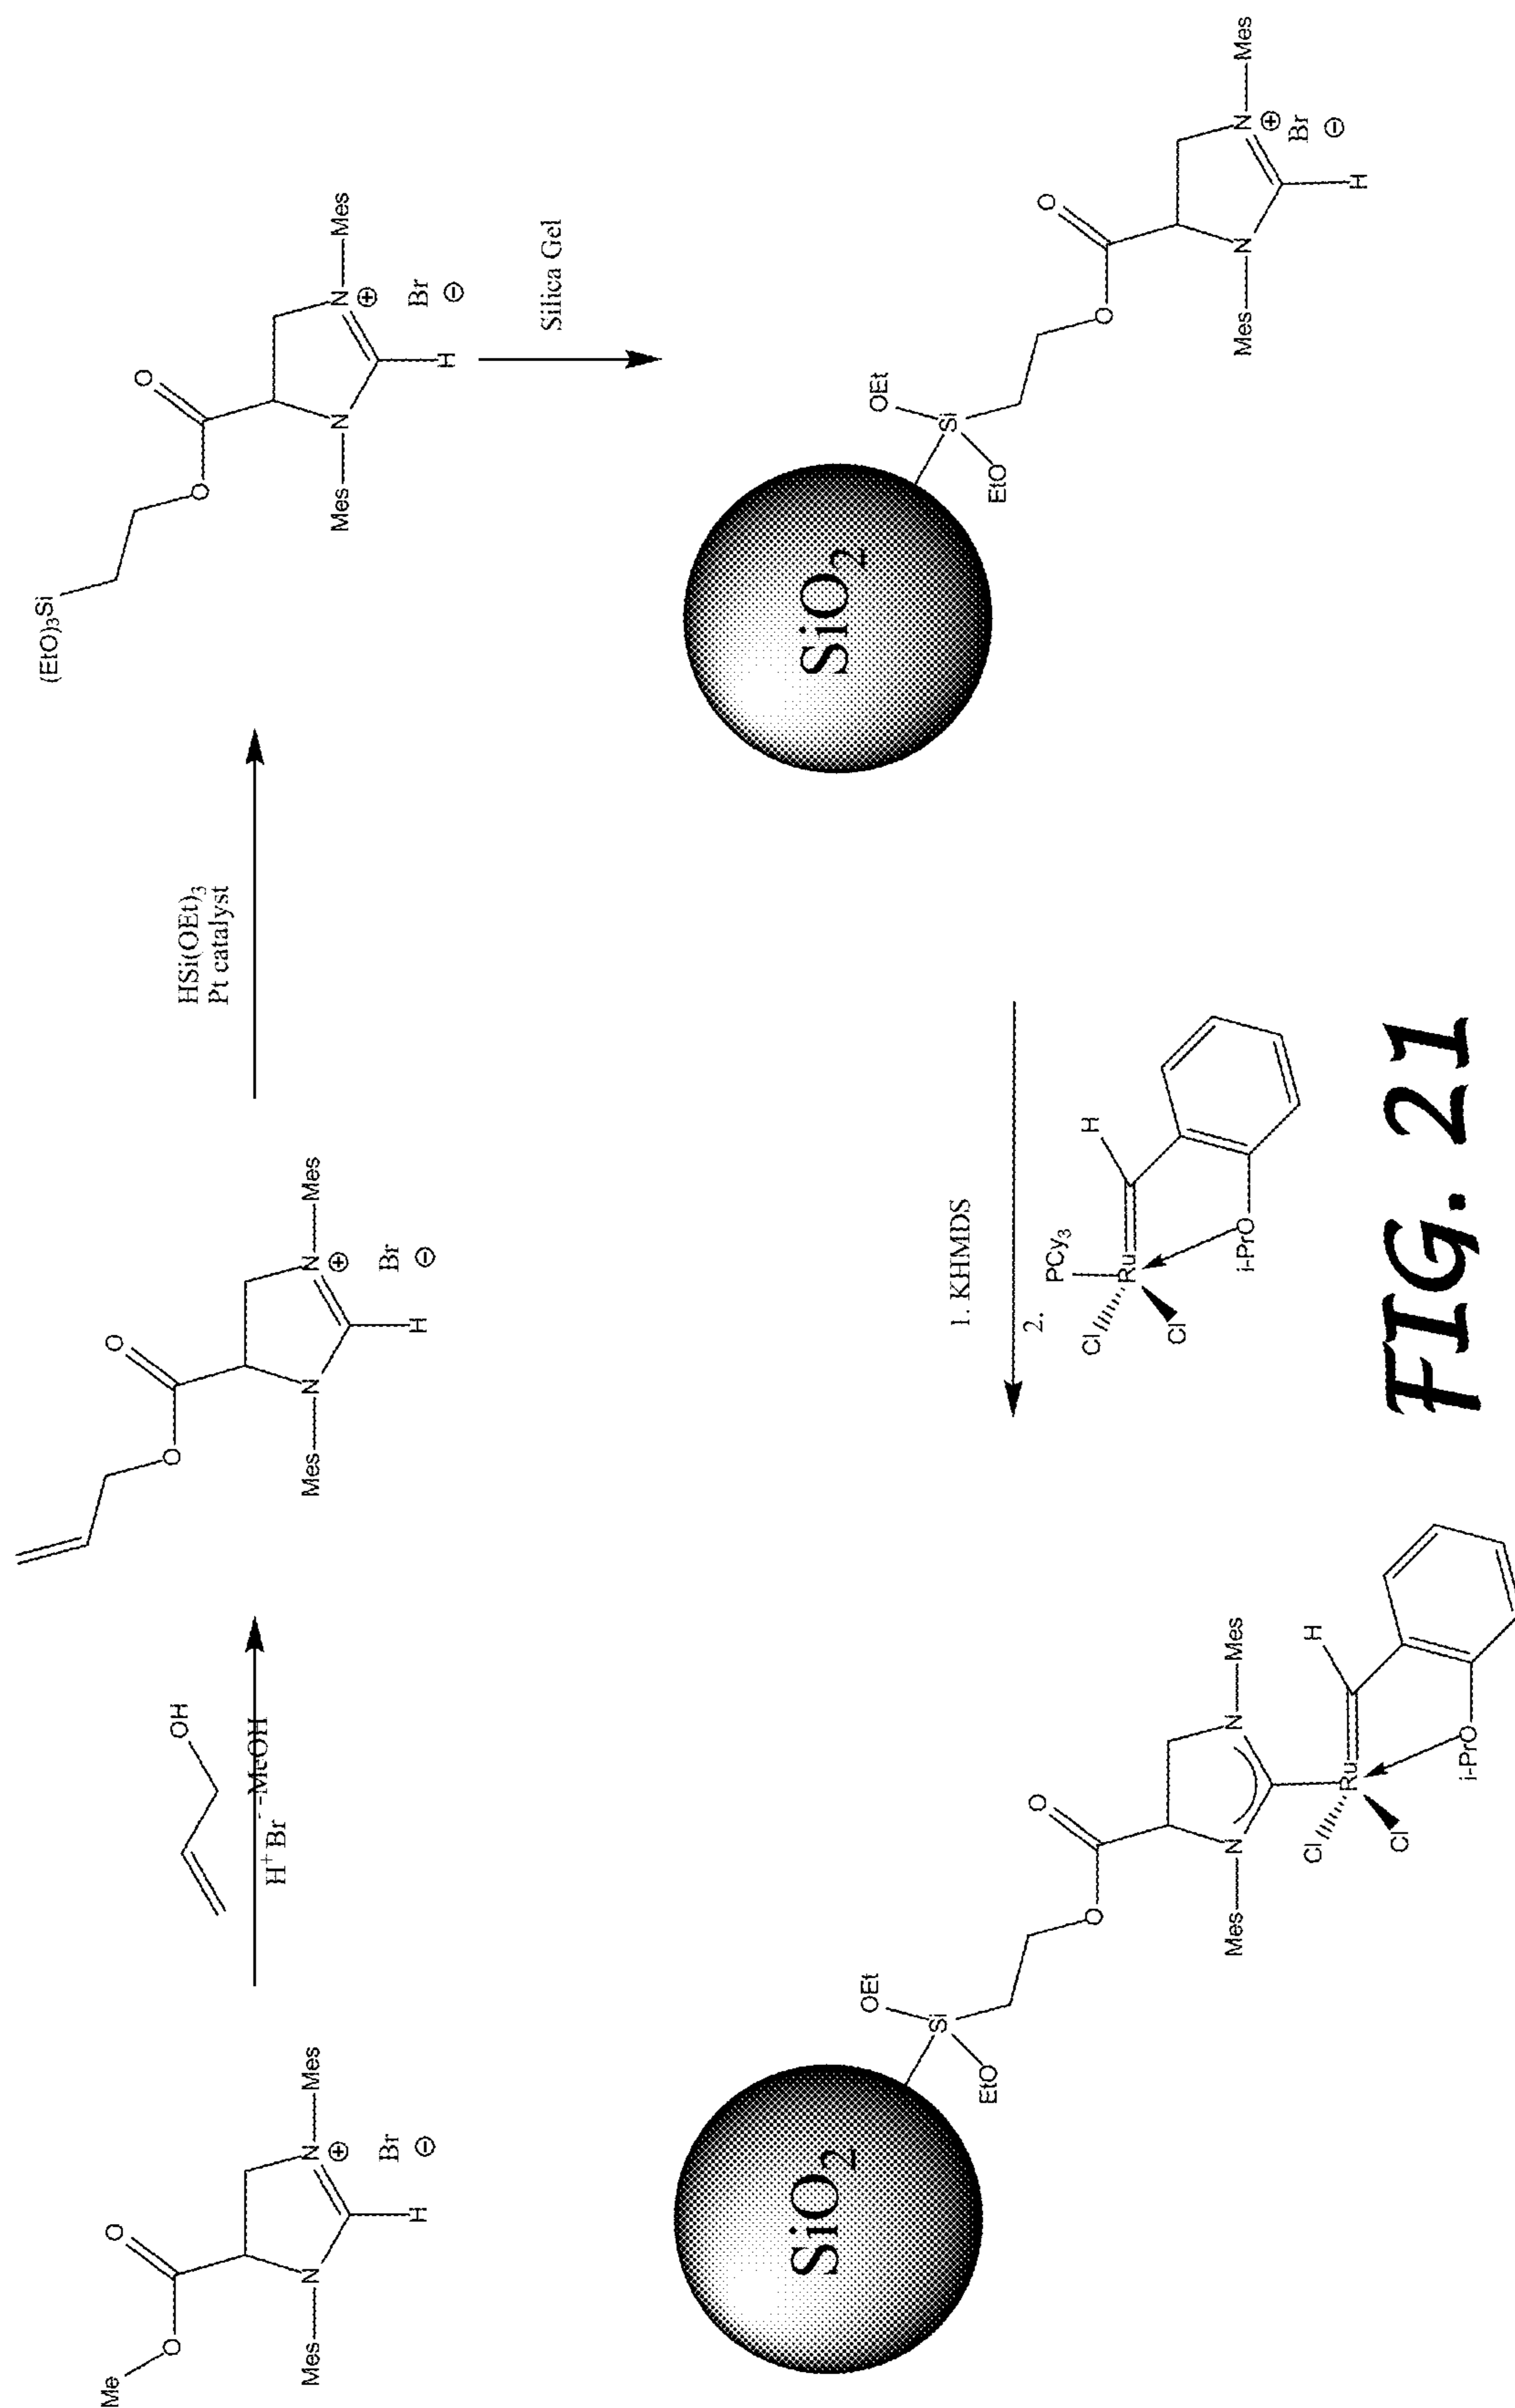 Me
O
O
Mes
N
N
Mes
⊕
Br
⊖
H
OH
--MeOH
H+ Br
O
O
Mes
N
N
Mes
⊕
Br
⊖
H
HSi(OEt)3
Pt catalyst
(EtO)3Si
O
O
Mes
N
N
Mes
⊕
Br
⊖
H
Silica Gel
SiO2
OEt
Si
EtO
O
O
Mes
N
N
Mes
⊕
Br
⊖
H
1. KHMDS
2.
PCy3
H
Cl
Ru
Cl
i-PrO
SiO2
OEt
Si
EtO
O
O
Mes
N
N
Mes
H
Cl
Ru
Cl
i-PrO
FIG. 21